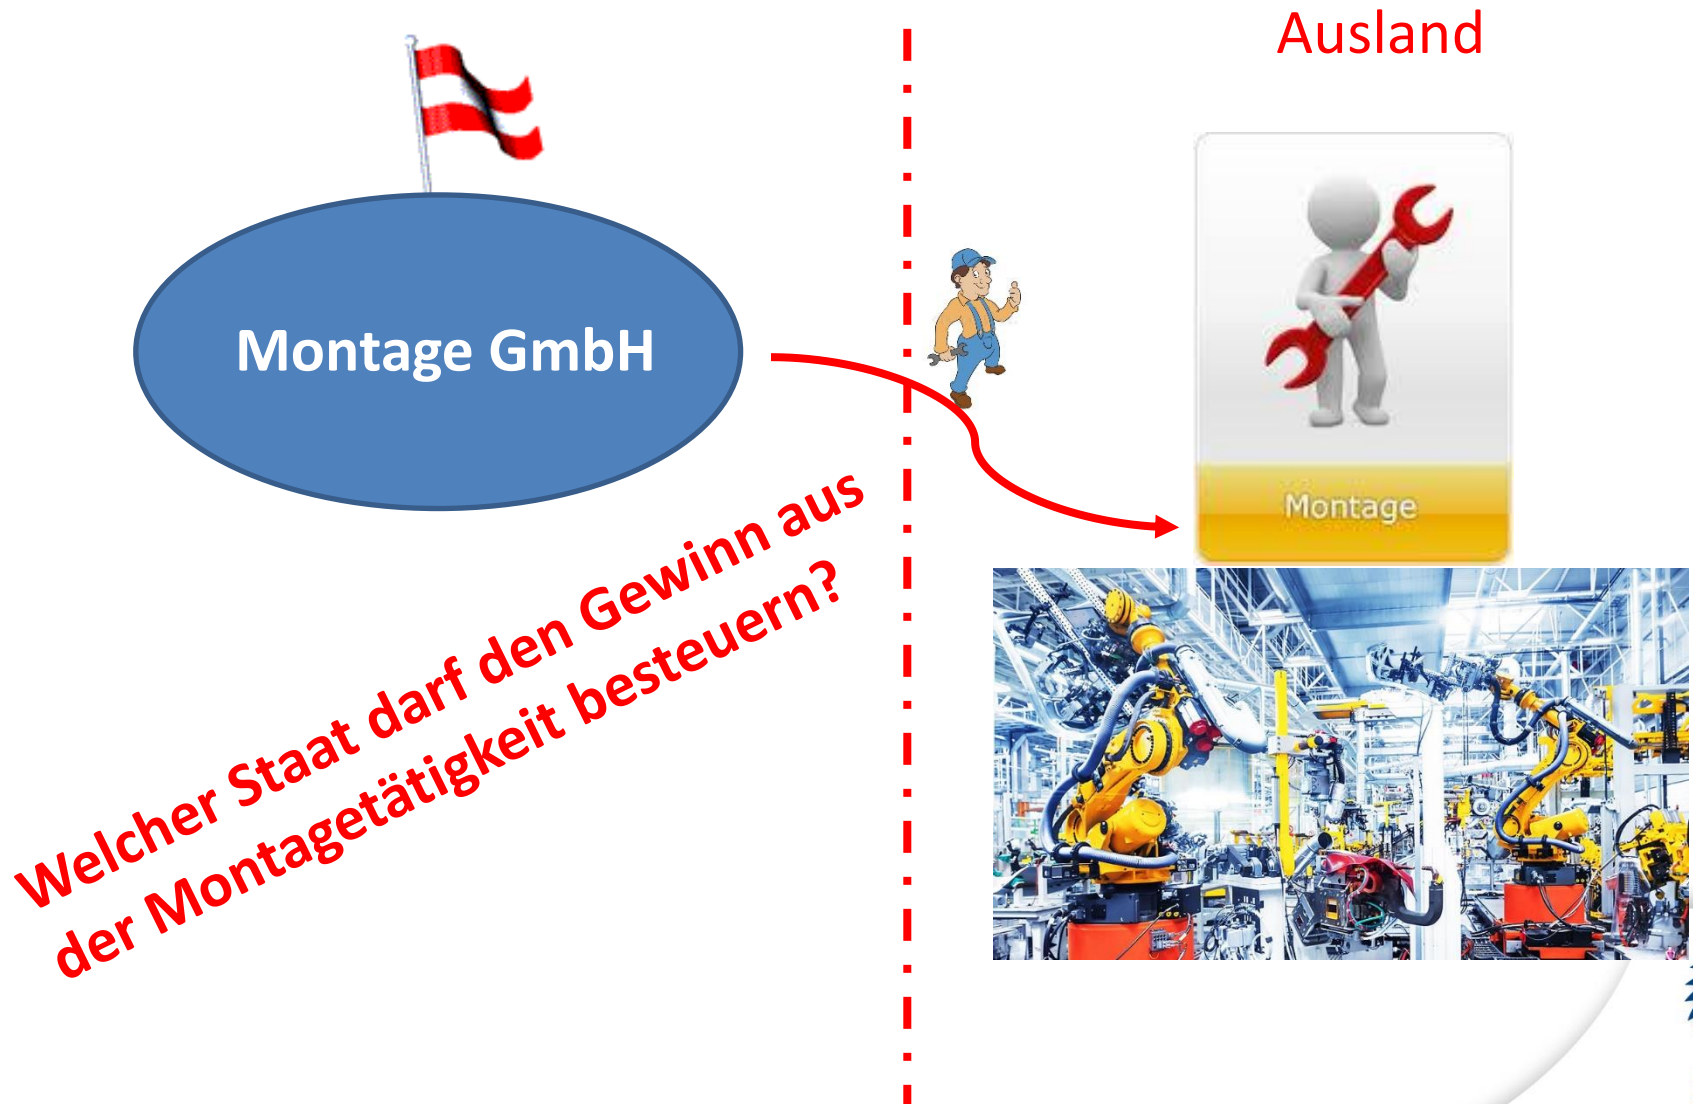 Ausland
Montage GmbH
Montage
Welcher Staat darf den Gewinn aus
der Montagetätigkeit besteuern?